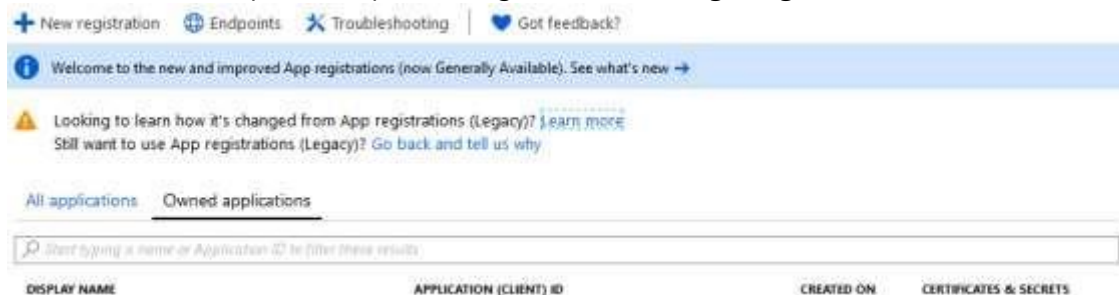 New registration Endpoints Troubleshooting Got feedback?
Welcome to the new and improved App registrations (now Generally Available). See what's new →
Looking to learn how it's changed from App registrations (Legacy)? Learn more
Still want to use App registrations (Legacy)? Go back and tell us why
All applications Owned applications
Start typing a name or Application ID to filter these results
DISPLAY NAME APPLICATION (CLIENT) ID CREATED ON CERTIFICATES & SECRETS